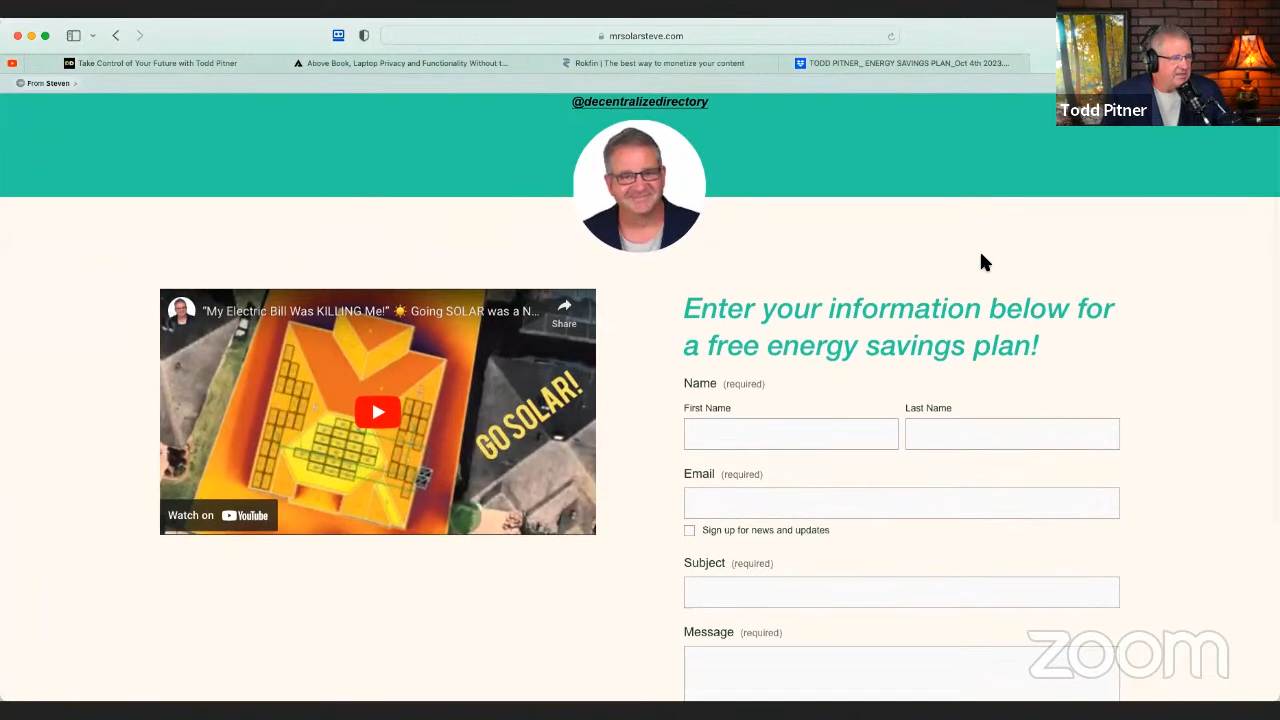 mrsolarsteve.com
Take Control of Your Future with Todd Pitner
Above Book, Laptop Privacy and Functionality Without t...
Rokfin | The best way to monetize your content
TODD PITNER_ ENERGY SAVINGS PLAN_Oct 4th 2023....
From Steven >
Todd Pitner
@decentralizedirectory
"My Electric Bill Was KILLING Me!" ☀️ Going SOLAR was a N...
Share
GO SOLAR!
Watch on YouTube
Enter your information below for
a free energy savings plan!
Name (required)
First Name
Last Name
Email (required)
Sign up for news and updates
Subject (required)
Message (required)
zoom